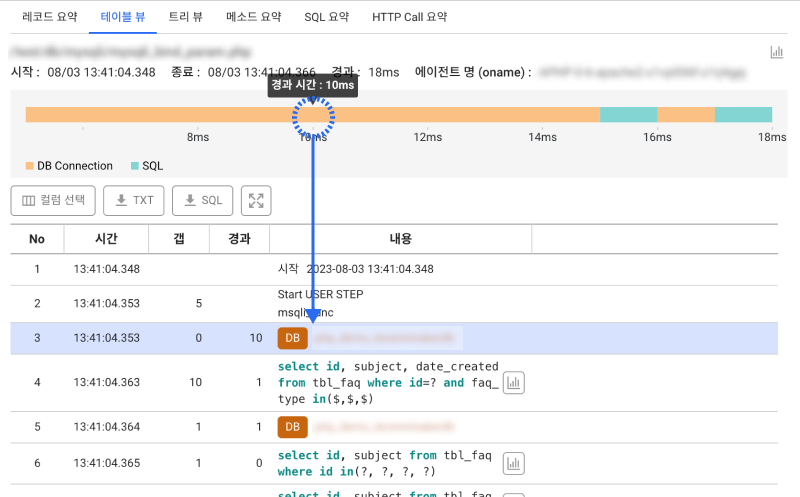 레코드 요약 테이블 뷰 트리 뷰 메소드 요약 SQL 요약 HTTP Call 요약
시작 : 08/03 13:41:04.348 종료 : 08/03 13:41:04.366 경과 : 18ms 에이전트 명 (oname) :
경과 시간 : 10ms
8ms 10ms 12ms 14ms 16ms 18ms
DB Connection SQL
컬럼 선택 TXT SQL
No 시간 갭 경과 내용
1 13:41:04.348 시작 2023-08-03 13:41:04.348
2 13:41:04.353 5 Start USER STEP
3 13:41:04.353 0 10 DB
4 13:41:04.363 10 1 select id, subject, date_created
from tbl_faq where id=? and faq_
type in($,$,$)
5 13:41:04.364 1 1 DB
6 13:41:04.365 1 0 select id, subject from tbl_faq
where id in(?, ?, ?, ?)
select id, subject from tbl_faq